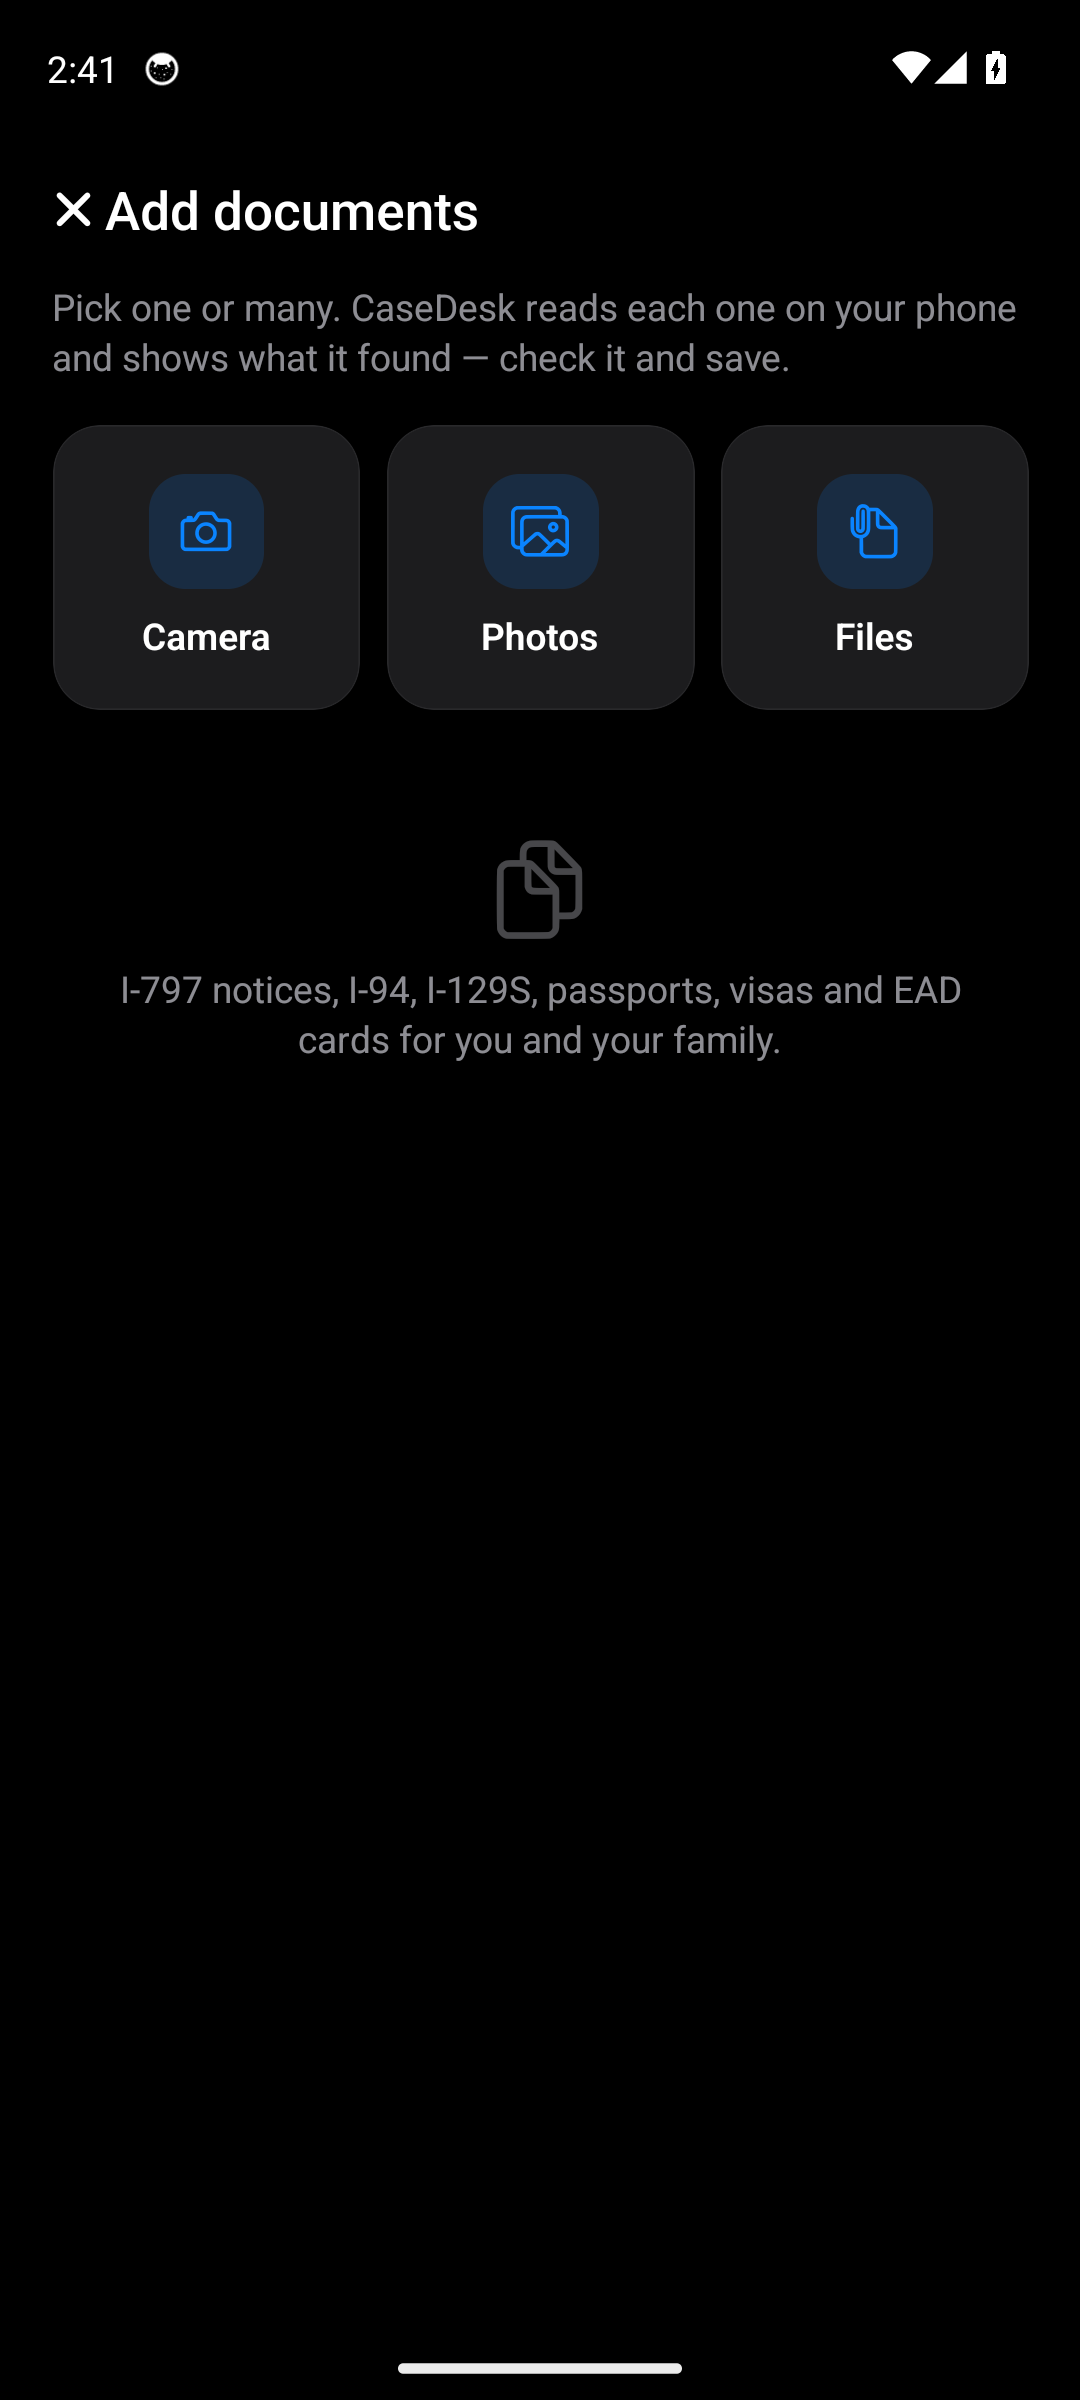 2:41
Add documents
Pick one or many. CaseDesk reads each one on your phone
and shows what it found — check it and save.
Camera
Photos
Files
I-797 notices, I-94, I-129S, passports, visas and EAD
cards for you and your family.